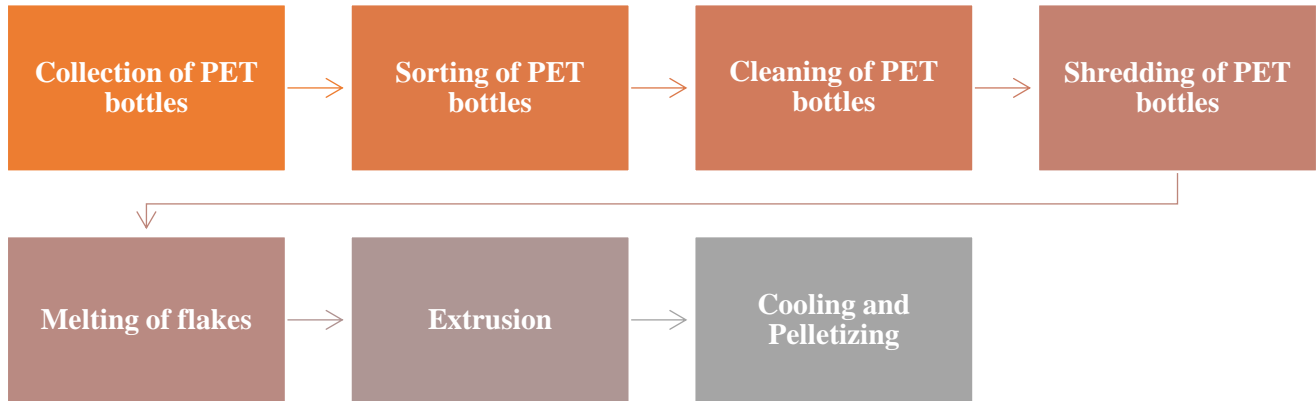 Collection of PET
bottles
Sorting of PET
bottles
Cleaning of PET
bottles
Shredding of PET
bottles
Melting of flakes
Extrusion
Cooling and
Pelletizing